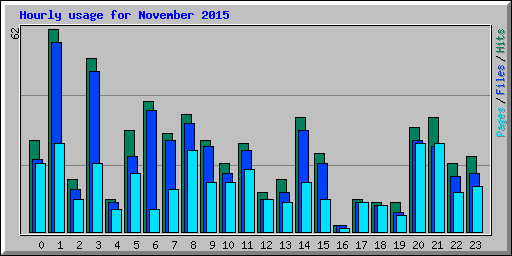 Hourly usage for November 2015
62
Pages/Files/Hits
0 1 2 3 4 5 6 7 8 9 10 11 12 13 14 15 16 17 18 19 20 21 22 23